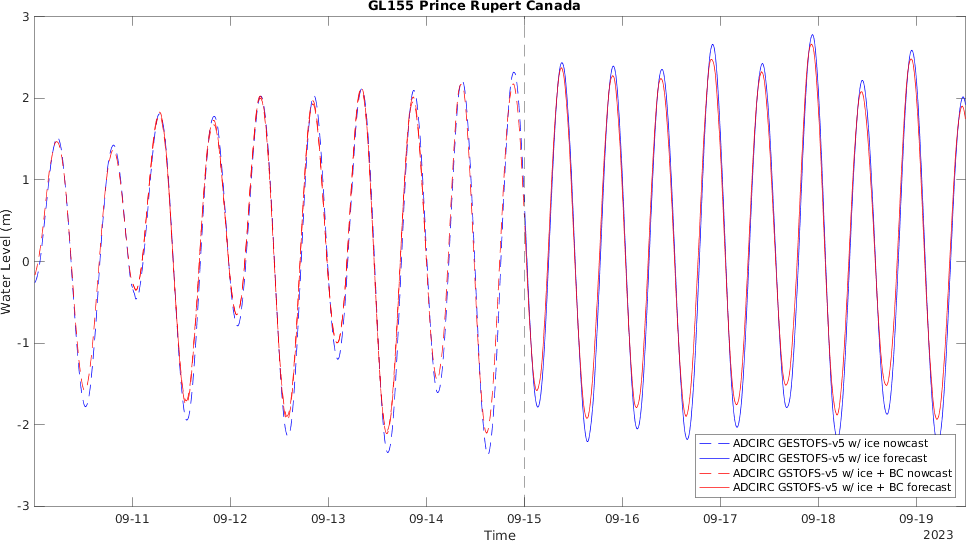 GL155 Prince Rupert Canada
3
2
1
0
-1
-2
-3
Water Level (m)
09-11 09-12 09-13 09-14 09-15 09-16 09-17 09-18 09-19
Time
2023
ADCIRC GESTOFS-v5 w/ ice nowcast
ADCIRC GESTOFS-v5 w/ ice forecast
ADCIRC GSTOFS-v5 w/ ice + BC nowcast
ADCIRC GSTOFS-v5 w/ ice + BC forecast